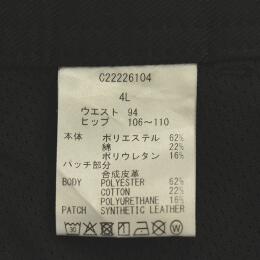 C22226104
4L
ウエスト 94
ヒップ 106～110
本体 ポリエステル 62%
綿 22%
ポリウレタン 16%
パッチ部分
合成皮革
BODY POLYESTER 62%
COTTON 22%
POLYURETHANE 16%
PATCH SYNTHETIC LEATHER